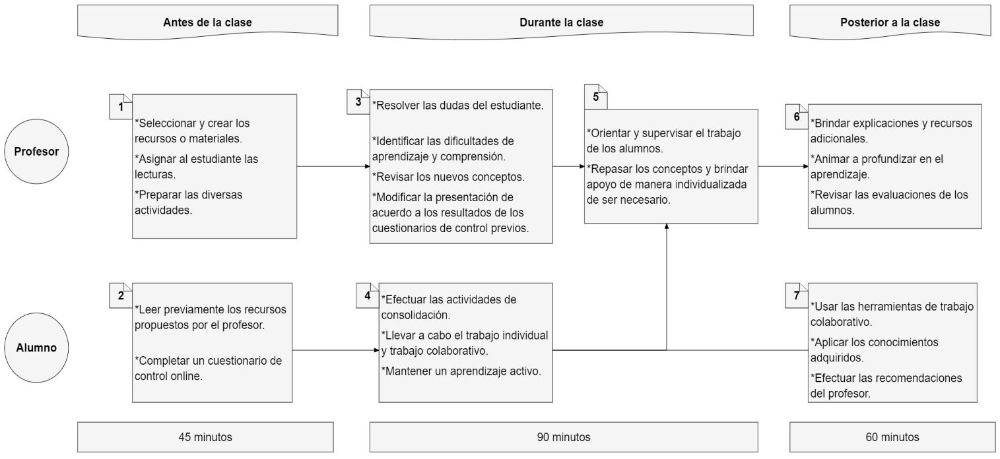 Antes de la clase
Durante la clase
Posterior a la clase
Profesor
1
*Seleccionar y crear los
recursos o materiales.
*Asignar al estudiante las
lecturas.
*Preparar las diversas
actividades.
3
*Resolver las dudas del estudiante.
*Identificar las dificultades de
aprendizaje y comprensión.
*Revisar los nuevos conceptos.
*Modificar la presentación de
acuerdo a los resultados de los
cuestionarios de control previos.
5
*Orientar y supervisar el trabajo
de los alumnos.
*Repasar los conceptos y brindar
apoyo de manera individualizada
de ser necesario.
6
*Brindar explicaciones y recursos
adicionales.
*Animar a profundizar en el
aprendizaje.
*Revisar las evaluaciones de los
alumnos.
Alumno
2
*Leer previamente los recursos
propuestos por el profesor.
*Completar un cuestionario de
control online.
4
*Efectuar las actividades de
consolidación.
*Llevar a cabo el trabajo individual
y trabajo colaborativo.
*Mantener un aprendizaje activo.
7
*Usar las herramientas de trabajo
colaborativo.
*Aplicar los conocimientos
adquiridos.
*Efectuar las recomendaciones
del profesor.
45 minutos
90 minutos
60 minutos